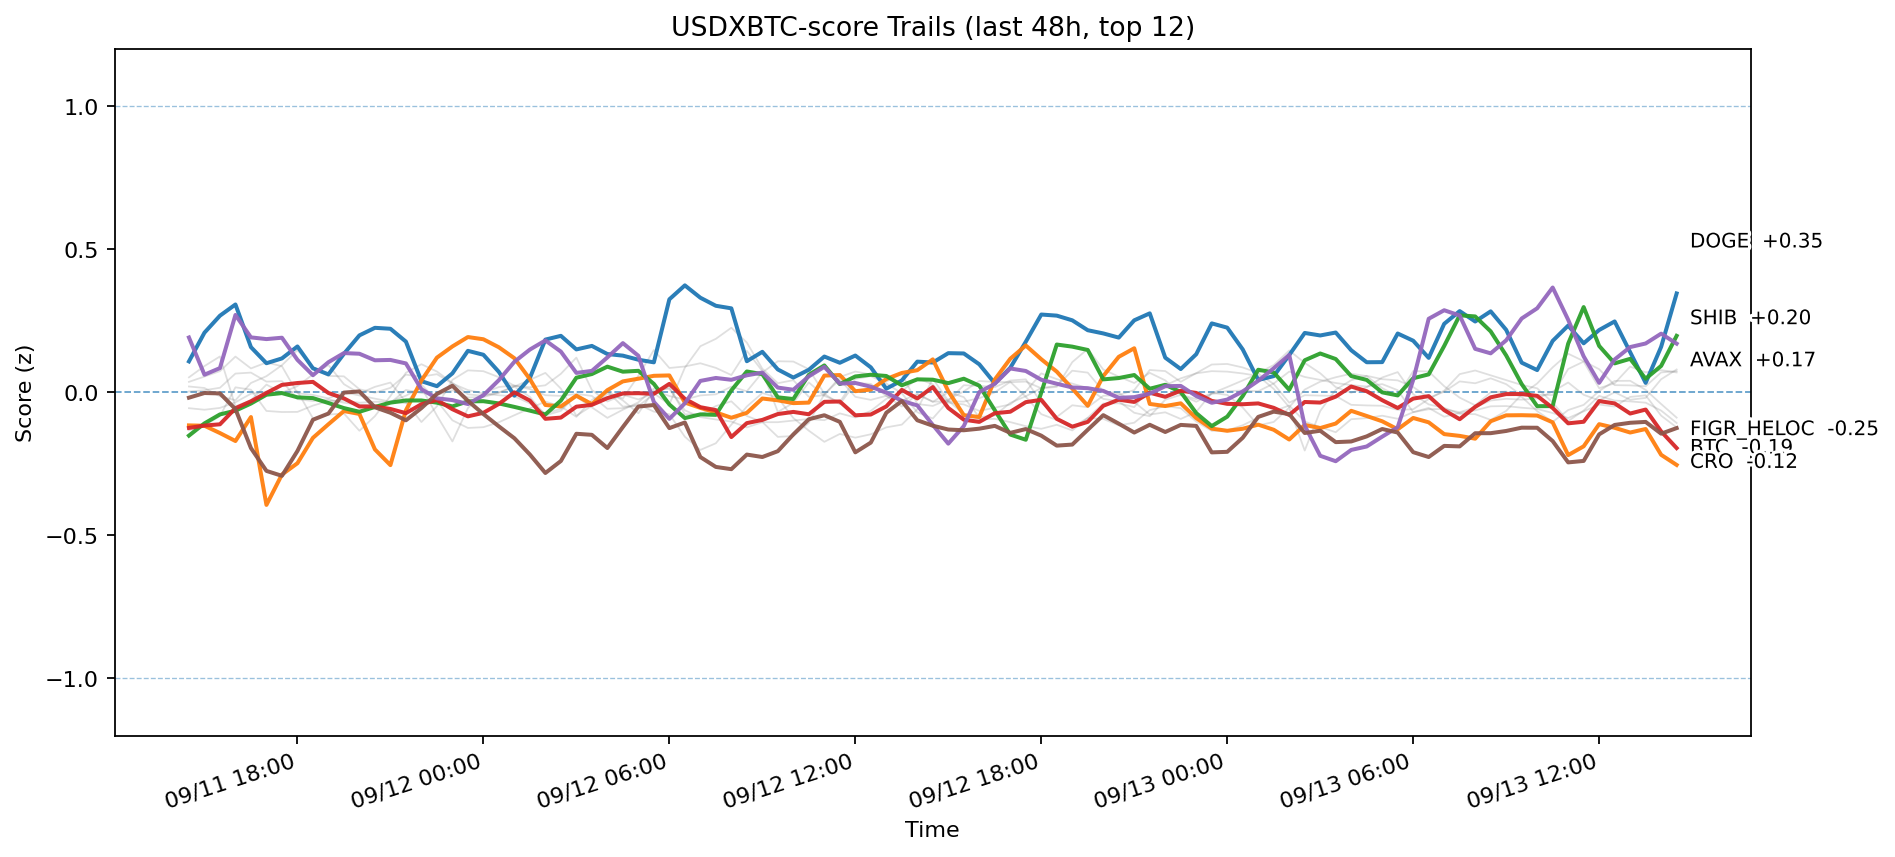 USDXBTC-score Trails (last 48h, top 12)
Score (z)
1.0
0.5
0.0
−0.5
−1.0
DOGE +0.35
SHIB +0.20
AVAX +0.17
FIGR_HELOC -0.25
BTC -0.19
CRO -0.12
09/11 18:00
09/12 00:00
09/12 06:00
09/12 12:00
09/12 18:00
09/13 00:00
09/13 06:00
09/13 12:00
Time